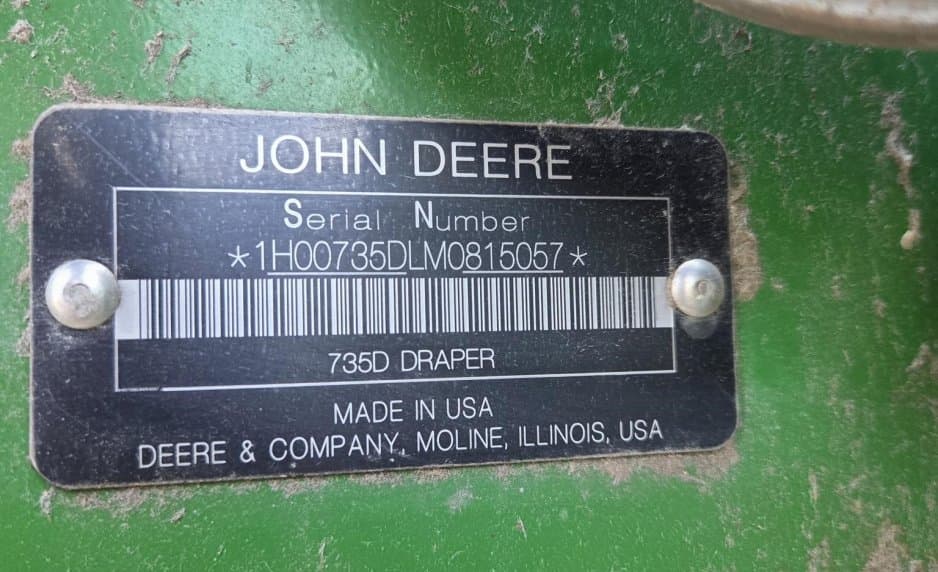 JOHN DEERE
Serial Number
*1H00735DLM0815057*
735D DRAPER
MADE IN USA
DEERE & COMPANY, MOLINE, ILLINOIS, USA